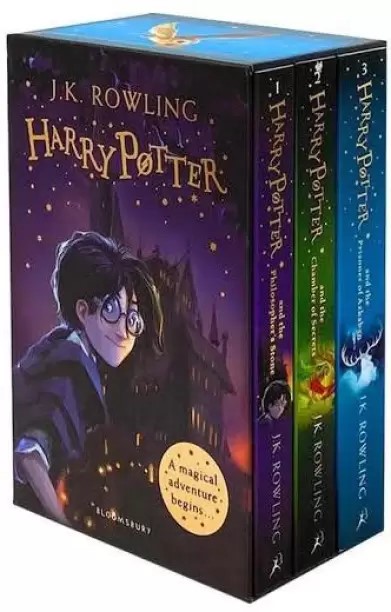 J.K. ROWLING
HARRY POTTER
A magical
adventure
begins...
BLOOMSBURY
1
HARRY POTTER
and the
Philosopher's Stone
J.K. ROWLING
2
HARRY POTTER
and the
Chamber of Secrets
J.K. ROWLING
3
HARRY POTTER
and the
Prisoner of Azkaban
J.K. ROWLING